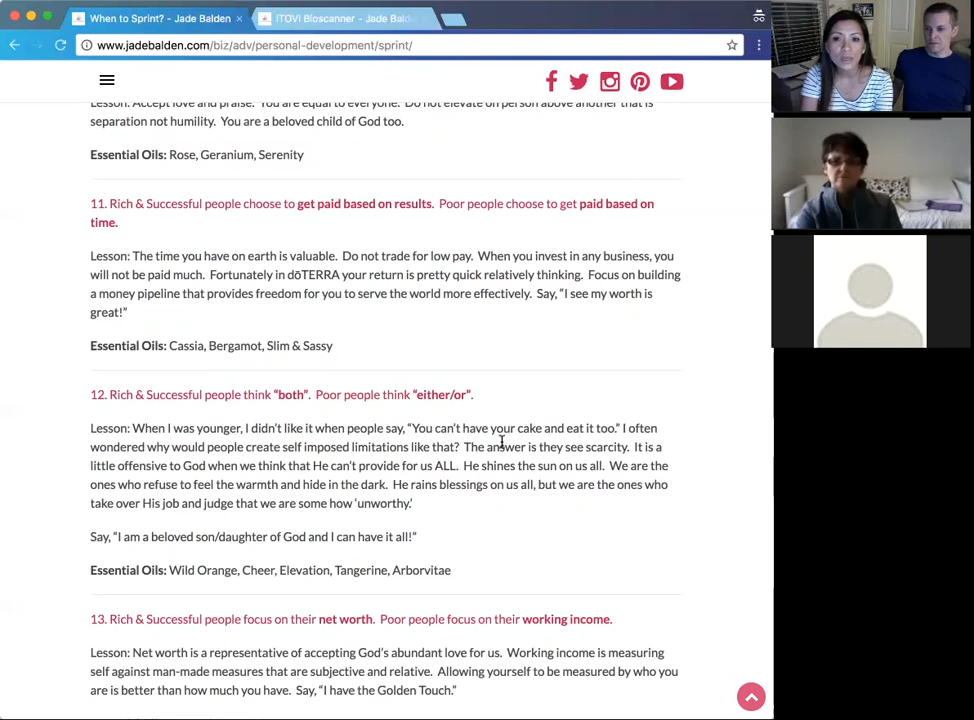 When to Sprint? - Jade Balden
iTOVi Bioscanner - Jade Bald
www.jadebalden.com/biz/adv/personal-development/sprint/
Lesson: Accept love and praise. You are equal to everyone. Do not elevate on person above another that is
separation not humility. You are a beloved child of God too.
Essential Oils: Rose, Geranium, Serenity
11. Rich & Successful people choose to get paid based on results. Poor people choose to get paid based on
time.
Lesson: The time you have on earth is valuable. Do not trade for low pay. When you invest in any business, you
will not be paid much. Fortunately in dōTERRA your return is pretty quick relatively thinking. Focus on building
a money pipeline that provides freedom for you to serve the world more effectively. Say, “I see my worth is
great!”
Essential Oils: Cassia, Bergamot, Slim & Sassy
12. Rich & Successful people think “both”. Poor people think “either/or”.
Lesson: When I was younger, I didn’t like it when people say, “You can’t have your cake and eat it too.” I often
wondered why would people create self imposed limitations like that? The answer is they see scarcity. It is a
little offensive to God when we think that He can’t provide for us ALL. He shines the sun on us all. We are the
ones who refuse to feel the warmth and hide in the dark. He rains blessings on us all, but we are the ones who
take over His job and judge that we are some how ‘unworthy.’
Say, “I am a beloved son/daughter of God and I can have it all!”
Essential Oils: Wild Orange, Cheer, Elevation, Tangerine, Arborvitae
13. Rich & Successful people focus on their net worth. Poor people focus on their working income.
Lesson: Net worth is a representative of accepting God’s abundant love for us. Working income is measuring
self against man-made measures that are subjective and relative. Allowing yourself to be measured by who you
are is better than how much you have. Say, “I have the Golden Touch.”